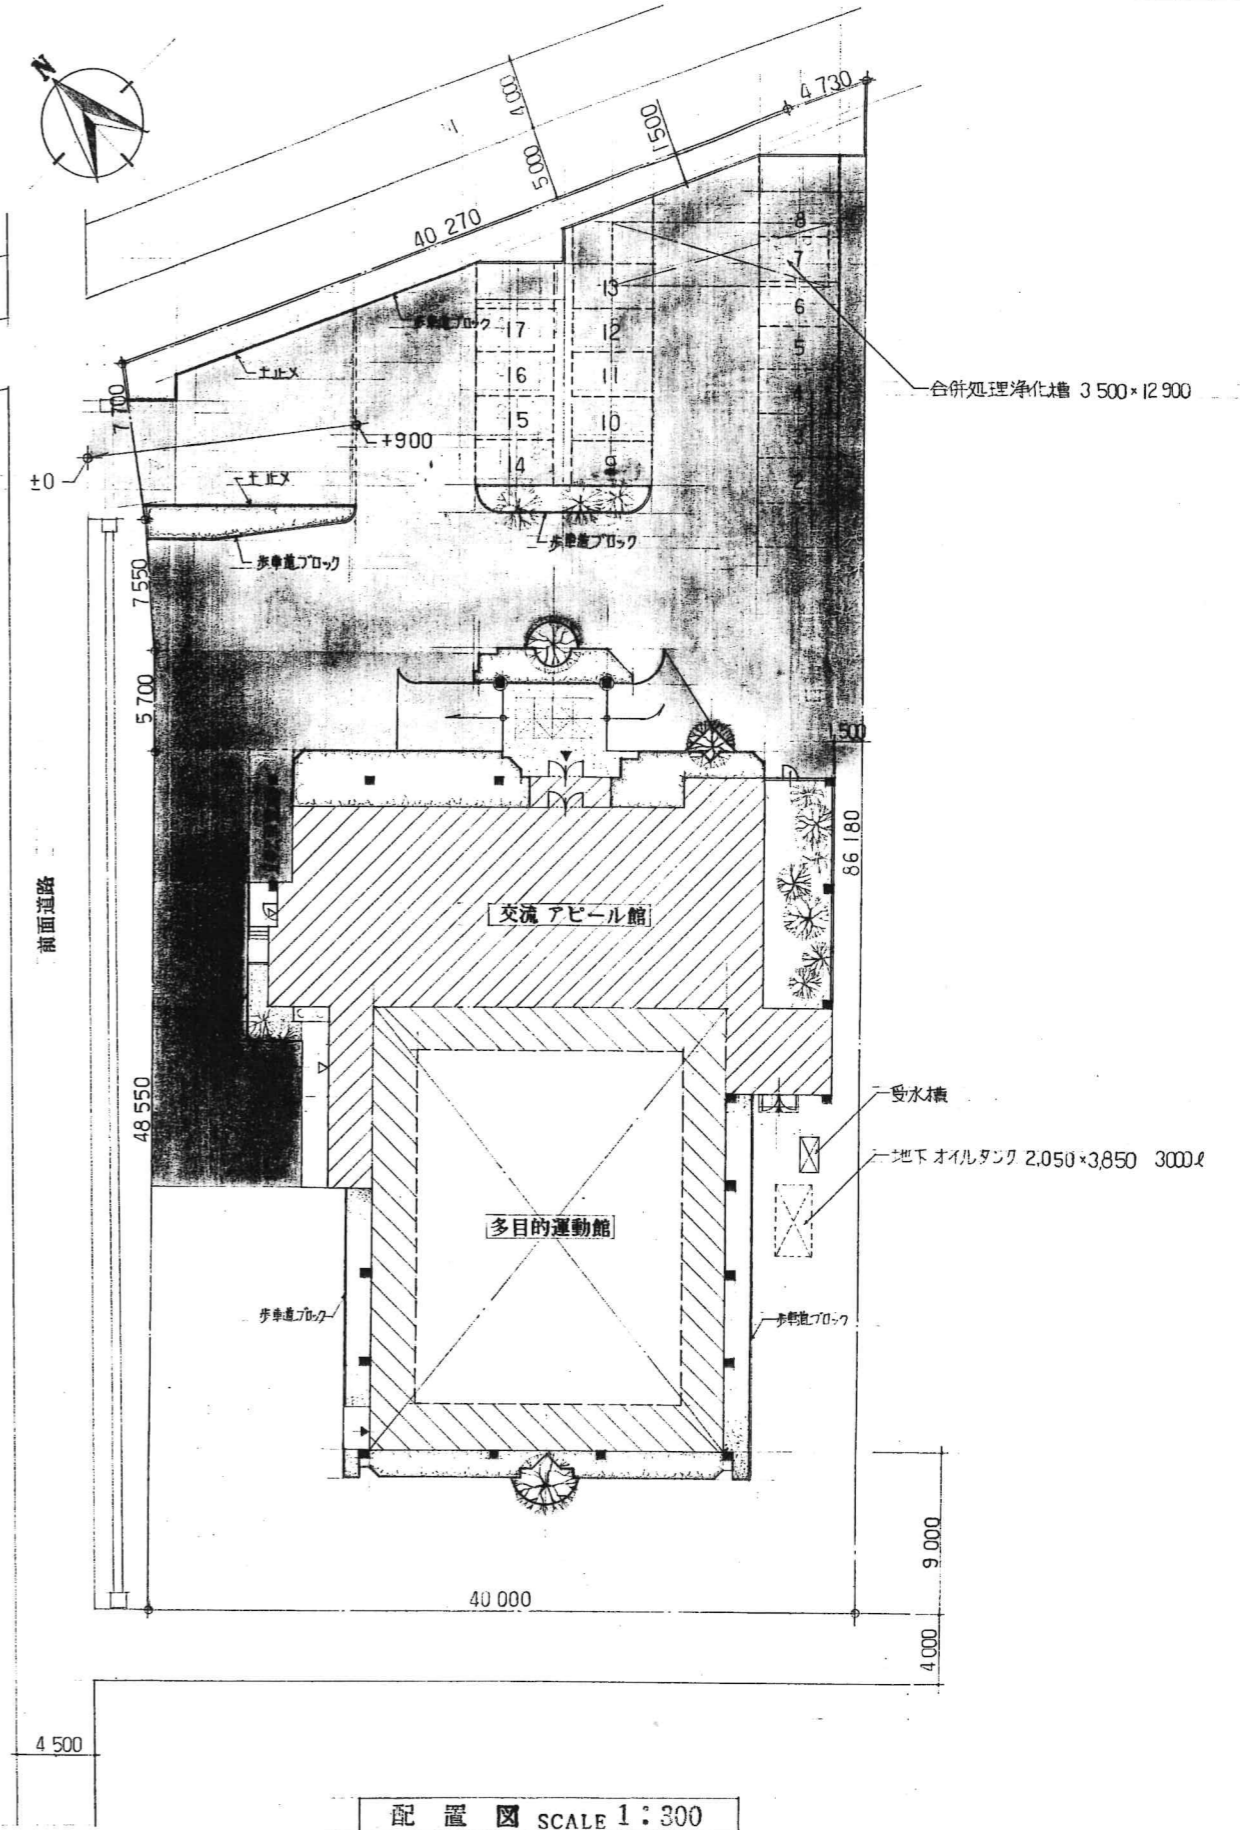 N
4 730
4 000
1 500
5 000
40 270
8
7
13
6
歩車道ブロック
17
12
5
土止メ
16
11
4
合併処理浄化槽 3 500×12 900
7 700
15
10
3
+900
±0
14
9
2
土止メ
歩車道ブロック
歩車道ブロック
7 550
5 700
1,500
86 180
前面道路
交流 アピール館
48 550
受水槽
地下オイルタンク 2,050×3,850 3000ℓ
多目的運動館
歩車道ブロック
歩車道ブロック
9 000
40 000
4 000
4 500
配 置 図 SCALE 1:300